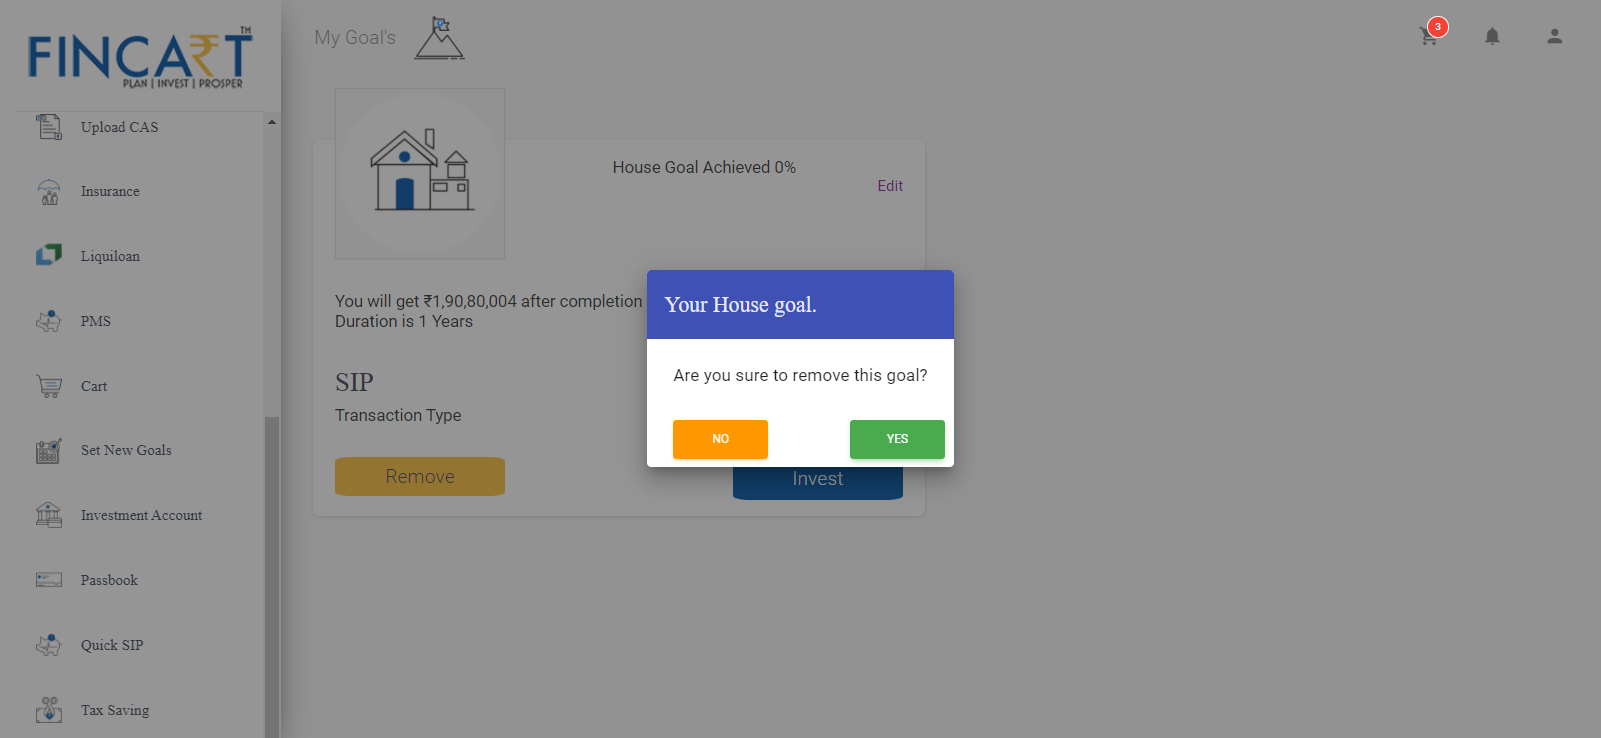 FINCART TM
PLAN | INVEST | PROSPER
Upload CAS
Insurance
Liquiloan
PMS
Cart
Set New Goals
Investment Account
Passbook
Quick SIP
Tax Saving
My Goal's
3
House Goal Achieved 0%
Edit
You will get ₹1,90,80,004 after completion
Duration is 1 Years
SIP
Transaction Type
Remove
Invest
Your House goal.
Are you sure to remove this goal?
NO
YES